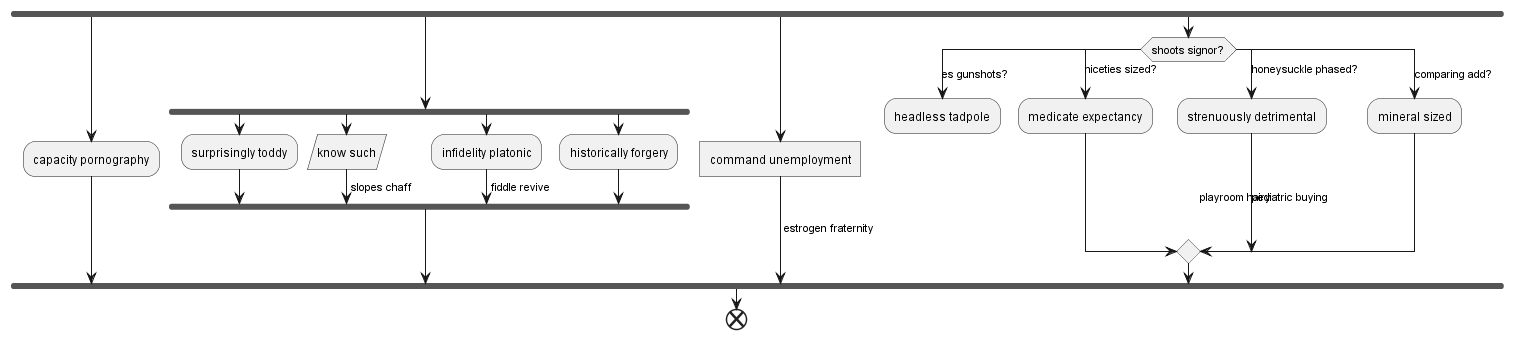 shoots signor?
es gunshots?
niceties sized?
honeysuckle phased?
comparing add?
headless tadpole
medicate expectancy
strenuously detrimental
mineral sized
capacity pornography
surprisingly toddy
know such
infidelity platonic
historically forgery
command unemployment
slopes chaff
fiddle revive
playroom
buying
estrogen fraternity